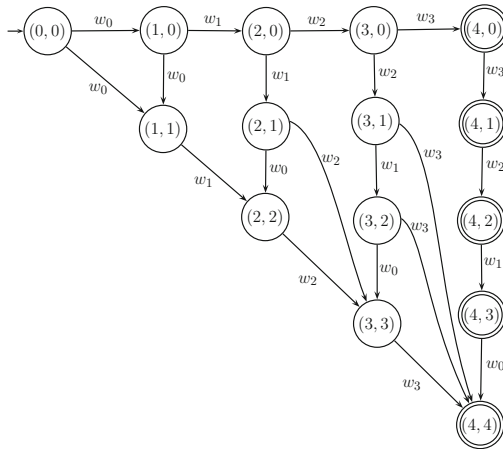 w₀ w₁ w₂ w₃
(0, 0) (1, 0) (2, 0) (3, 0) (4, 0)
w₀ w₀ w₁ w₂ w₃
(1, 1) (2, 1) (3, 1) (4, 1)
w₁ w₀ w₂ w₁ w₃ w₂
(2, 2) (3, 2) (4, 2)
w₃
w₂ w₀ w₁
(3, 3) (4, 3)
w₃ w₀
(4, 4)